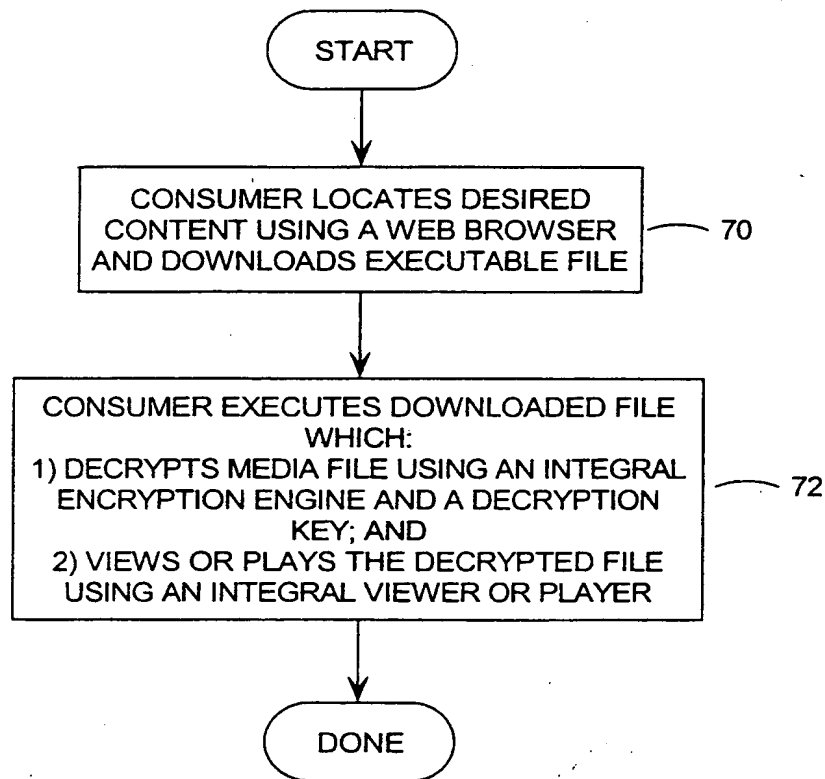 START
CONSUMER LOCATES DESIRED
CONTENT USING A WEB BROWSER
AND DOWNLOADS EXECUTABLE FILE
70
CONSUMER EXECUTES DOWNLOADED FILE
WHICH:
1) DECRYPTS MEDIA FILE USING AN INTEGRAL
ENCRYPTION ENGINE AND A DECRYPTION
KEY; AND
2) VIEWS OR PLAYS THE DECRYPTED FILE
USING AN INTEGRAL VIEWER OR PLAYER
72
DONE